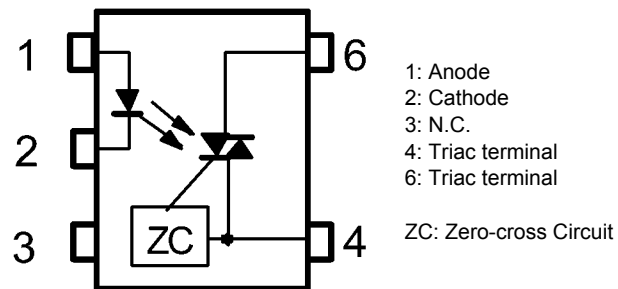 1
6
2
3
ZC
4
1: Anode
2: Cathode
3: N.C.
4: Triac terminal
6: Triac terminal
ZC: Zero-cross Circuit